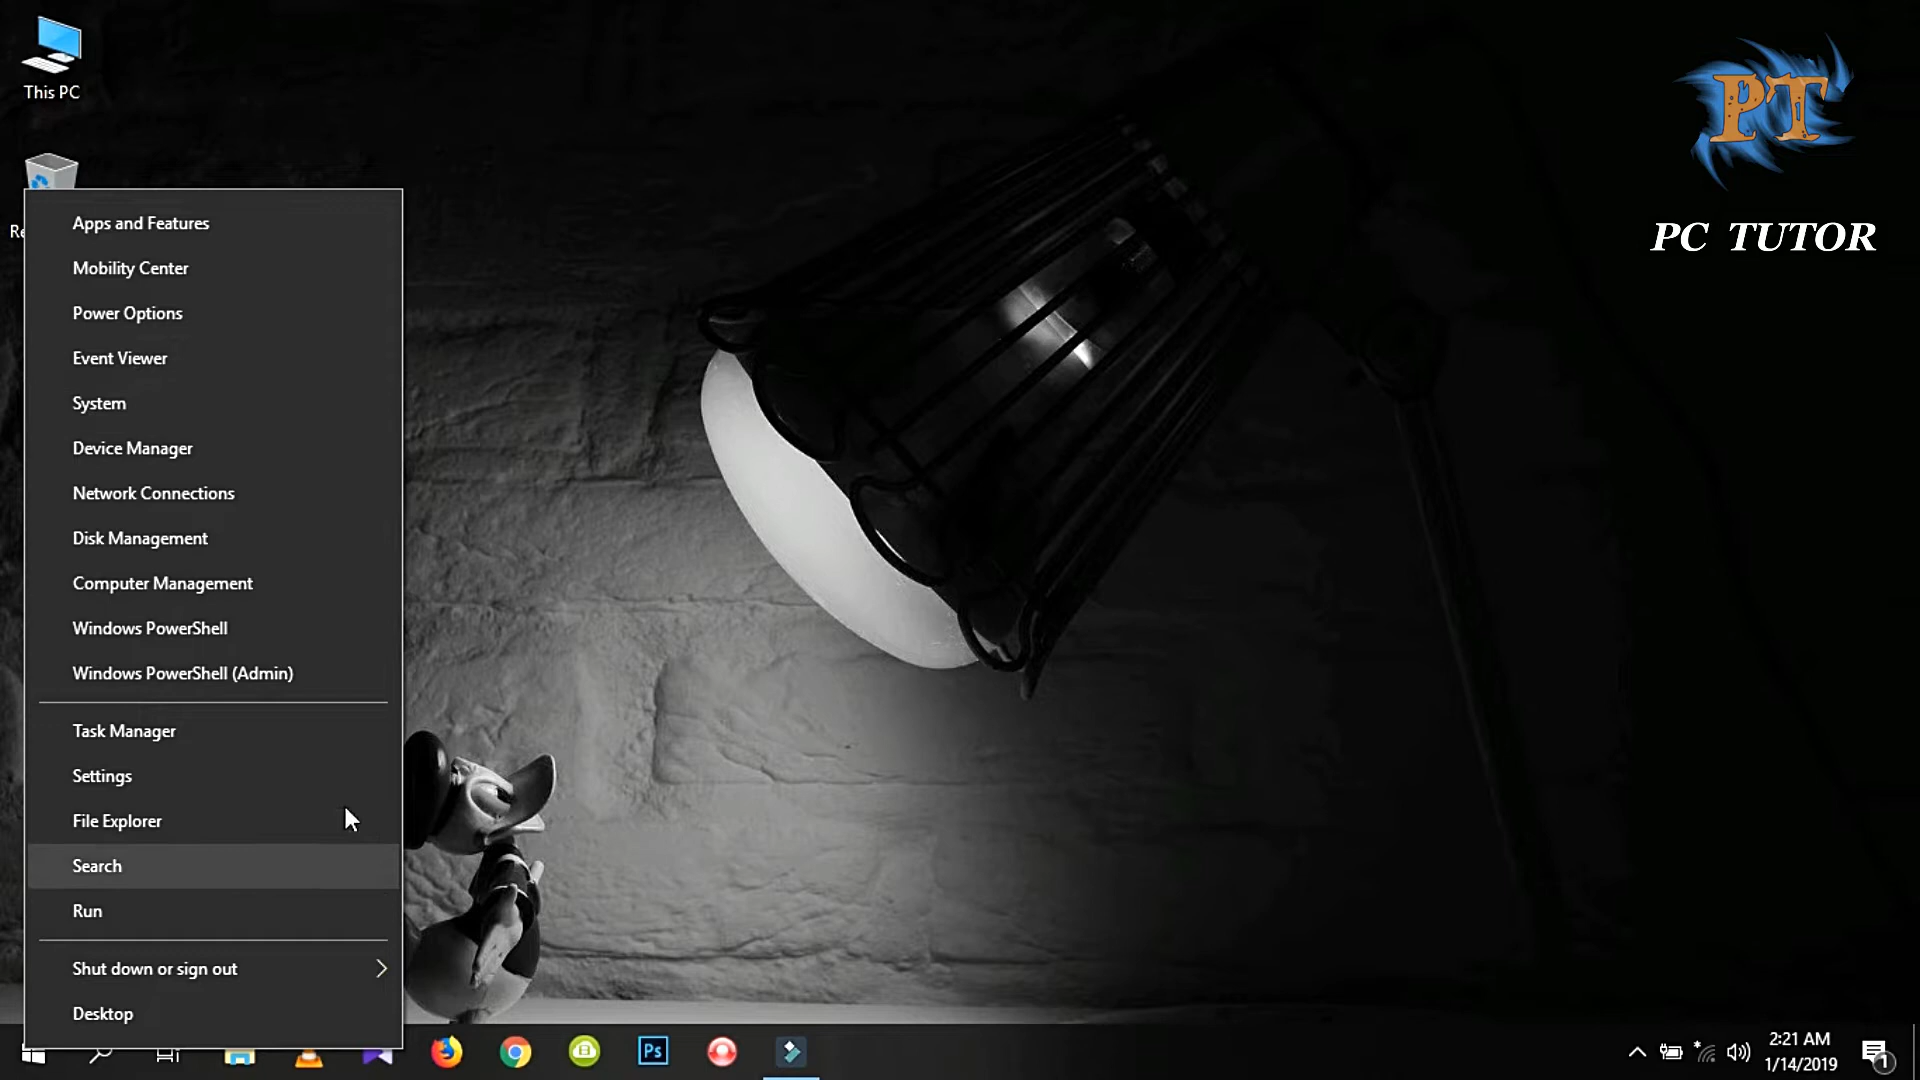 This PC
PT
PC TUTOR
Apps and Features
Mobility Center
Power Options
Event Viewer
System
Device Manager
Network Connections
Disk Management
Computer Management
Windows PowerShell
Windows PowerShell (Admin)
Task Manager
Settings
File Explorer
Search
Run
Shut down or sign out
Desktop
Ps
2:21 AM
1/14/2019
1